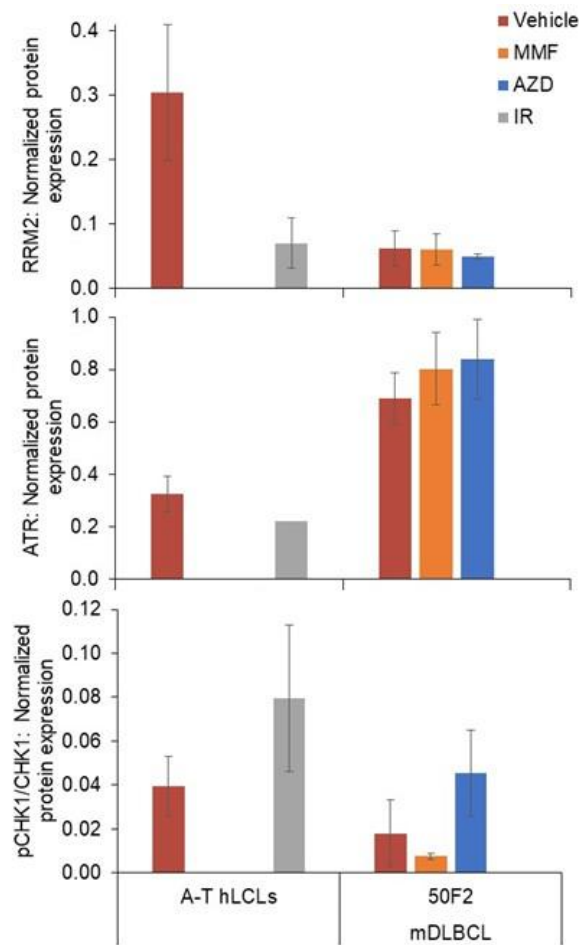 Vehicle
MMF
AZD
IR
RRM2: Normalized protein
expression
0.4
0.3
0.2
0.1
0.0
ATR: Normalized protein
expression
1.0
0.8
0.6
0.4
0.2
0.0
pCHK1/CHK1: Normalized
protein expression
0.12
0.10
0.08
0.06
0.04
0.02
0.00
A-T hLCLs
50F2
mDLBCL